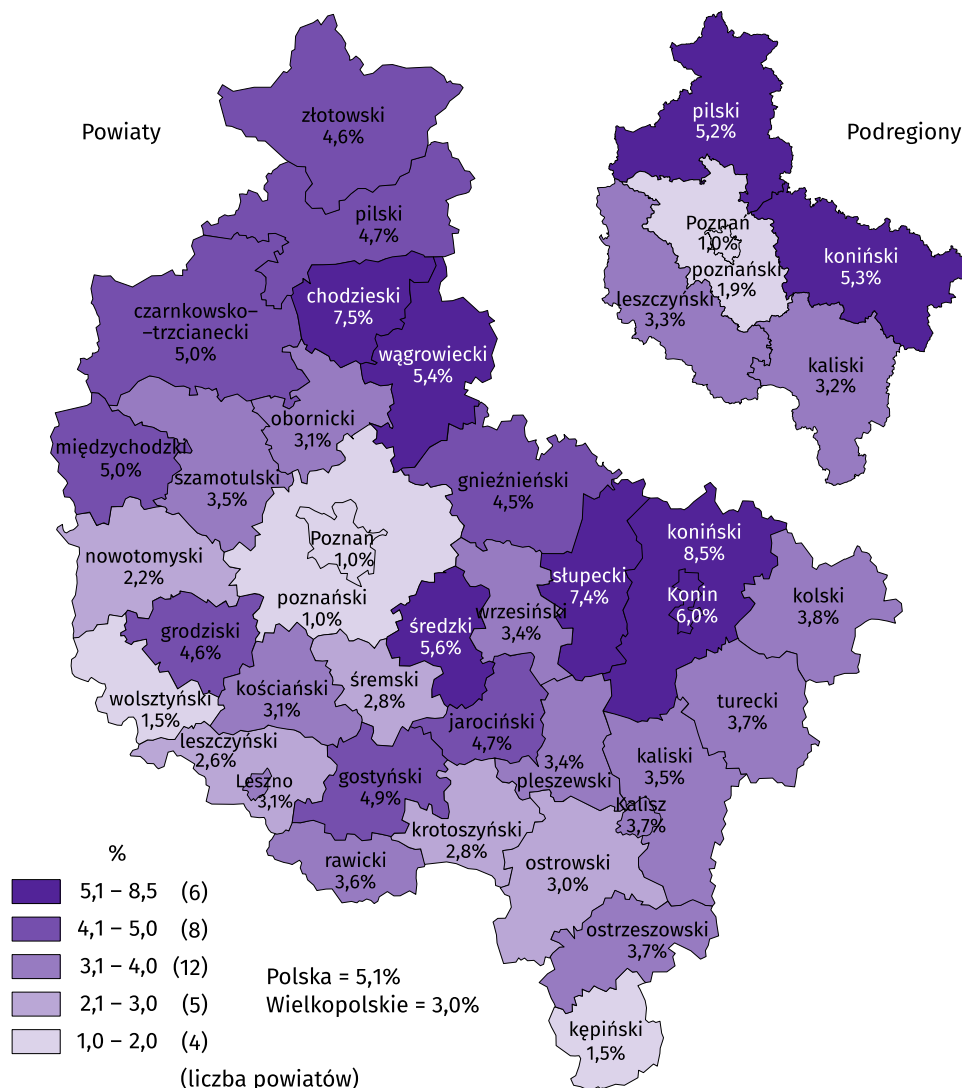 Powiaty
Podregiony
złotowski
4,6%
pilski
4,7%
chodzieski
7,5%
czarnkowsko–
–trzcianecki
5,0%
wągrowiecki
5,4%
obornicki
3,1%
międzychodzki
5,0%
szamotulski
3,5%
gnieźnieński
4,5%
nowotomyski
2,2%
Poznań
1,0%
poznański
1,0%
słupecki
7,4%
koniński
8,5%
Konin
6,0%
kolski
3,8%
wrzesiński
3,4%
średzki
5,6%
grodziski
4,6%
wolsztyński
1,5%
kościański
3,1%
śremski
2,8%
jarociński
4,7%
turecki
3,7%
leszczyński
2,6%
Leszno
3,1%
gostyński
4,9%
3,4%
pleszewski
kaliski
3,5%
Kalisz
3,7%
krotoszyński
2,8%
rawicki
3,6%
ostrowski
3,0%
ostrzeszowski
3,7%
kępiński
1,5%
pilski
5,2%
Poznań
1,0%
poznański
1,9%
koniński
5,3%
leszczyński
3,3%
kaliski
3,2%
%
5,1 – 8,5 (6)
4,1 – 5,0 (8)
3,1 – 4,0 (12)
2,1 – 3,0 (5)
1,0 – 2,0 (4)
(liczba powiatów)
Polska = 5,1%
Wielkopolskie = 3,0%